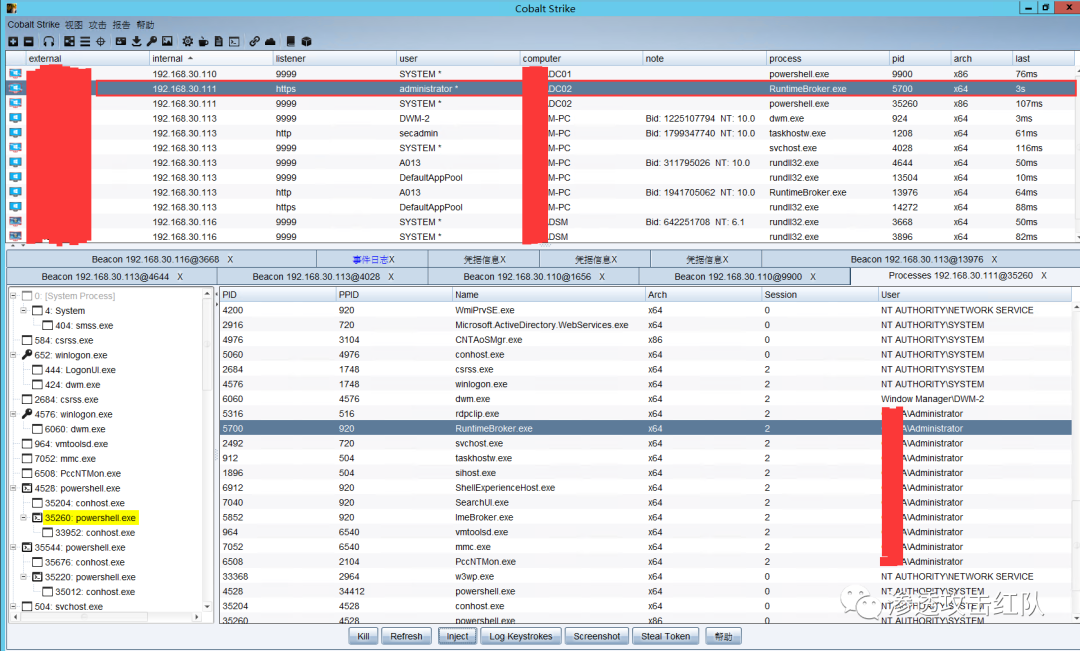 Cobalt Strike
Cobalt Strike 视图 攻击 报告 帮助
external internal listener user computer note process pid arch last
192.168.30.110 9999 SYSTEM * DC01 powershell.exe 9900 x86 76ms
192.168.30.111 https administrator * DC02 RuntimeBroker.exe 5700 x64 3s
192.168.30.111 9999 SYSTEM * DC02 powershell.exe 35260 x86 107ms
192.168.30.113 9999 DWM-2 M-PC Bid: 1225107794 NT: 10.0 dwm.exe 924 x64 3ms
192.168.30.113 http secadmin M-PC Bid: 1799347740 NT: 10.0 taskhostw.exe 1208 x64 61ms
192.168.30.113 9999 SYSTEM * M-PC svchost.exe 4028 x64 116ms
192.168.30.113 9999 A013 M-PC Bid: 311795026 NT: 10.0 rundll32.exe 4644 x64 50ms
192.168.30.113 9999 DefaultAppPool M-PC rundll32.exe 13504 x64 10ms
192.168.30.113 http A013 M-PC Bid: 1941705062 NT: 10.0 RuntimeBroker.exe 13976 x64 64ms
192.168.30.113 https DefaultAppPool M-PC rundll32.exe 14272 x64 88ms
192.168.30.116 9999 SYSTEM * DSM Bid: 642251708 NT: 6.1 rundll32.exe 3668 x64 50ms
192.168.30.116 9999 SYSTEM * DSM rundll32.exe 3896 x64 82ms
Beacon 192.168.30.116@3668 X 事件日志X 凭据信息X 凭据信息X 凭据信息X Beacon 192.168.30.113@13976 X
Beacon 192.168.30.113@4644 X Beacon 192.168.30.113@4028 X Beacon 192.168.30.110@1656 X Beacon 192.168.30.110@9900 X Processes 192.168.30.111@35260 X
0: [System Process]
4: System
404: smss.exe
584: csrss.exe
652: winlogon.exe
444: LogonUI.exe
424: dwm.exe
2684: csrss.exe
4576: winlogon.exe
6060: dwm.exe
964: vmtoolsd.exe
7052: mmc.exe
6508: PccNTMon.exe
4528: powershell.exe
35204: conhost.exe
35260: powershell.exe
33952: conhost.exe
35544: powershell.exe
35676: conhost.exe
35220: powershell.exe
35012: conhost.exe
504: svchost.exe
PID PPID Name Arch Session User
4200 920 WmiPrvSE.exe x64 0 NT AUTHORITY\NETWORK SERVICE
2916 720 Microsoft.ActiveDirectory.WebServices.exe x64 0 NT AUTHORITY\SYSTEM
4976 3104 CNTAoSMgr.exe x86 0 NT AUTHORITY\SYSTEM
5060 4976 conhost.exe x64 0 NT AUTHORITY\SYSTEM
2684 1748 csrss.exe x64 2 NT AUTHORITY\SYSTEM
4576 1748 winlogon.exe x64 2 NT AUTHORITY\SYSTEM
6060 4576 dwm.exe x64 2 Window Manager\DWM-2
5316 516 rdpclip.exe x64 2 \Administrator
5700 920 RuntimeBroker.exe x64 2 A\Administrator
2492 720 svchost.exe x64 2 A\Administrator
912 504 taskhostw.exe x64 2 A\Administrator
1896 504 sihost.exe x64 2 A\Administrator
6912 920 ShellExperienceHost.exe x64 2 A\Administrator
7040 920 SearchUI.exe x64 2 A\Administrator
5852 920 ImeBroker.exe x64 2 A\Administrator
964 6540 vmtoolsd.exe x64 2 A\Administrator
7052 6540 mmc.exe x64 2 A\Administrator
6508 2104 PccNTMon.exe x64 2 A\Administrator
33368 2964 w3wp.exe x64 0 NT AUTHORITY\NETWORK SERVICE
4528 34412 powershell.exe x64 0 NT AUTHORITY\SYSTEM
35204 4528 conhost.exe x64 0 NT AUTHORITY\SYSTEM
35260 4528 powershell.exe x86 0 NT AUTHORITY\SYSTEM
渗透攻击红队
Kill Refresh Inject Log Keystrokes Screenshot Steal Token 帮助